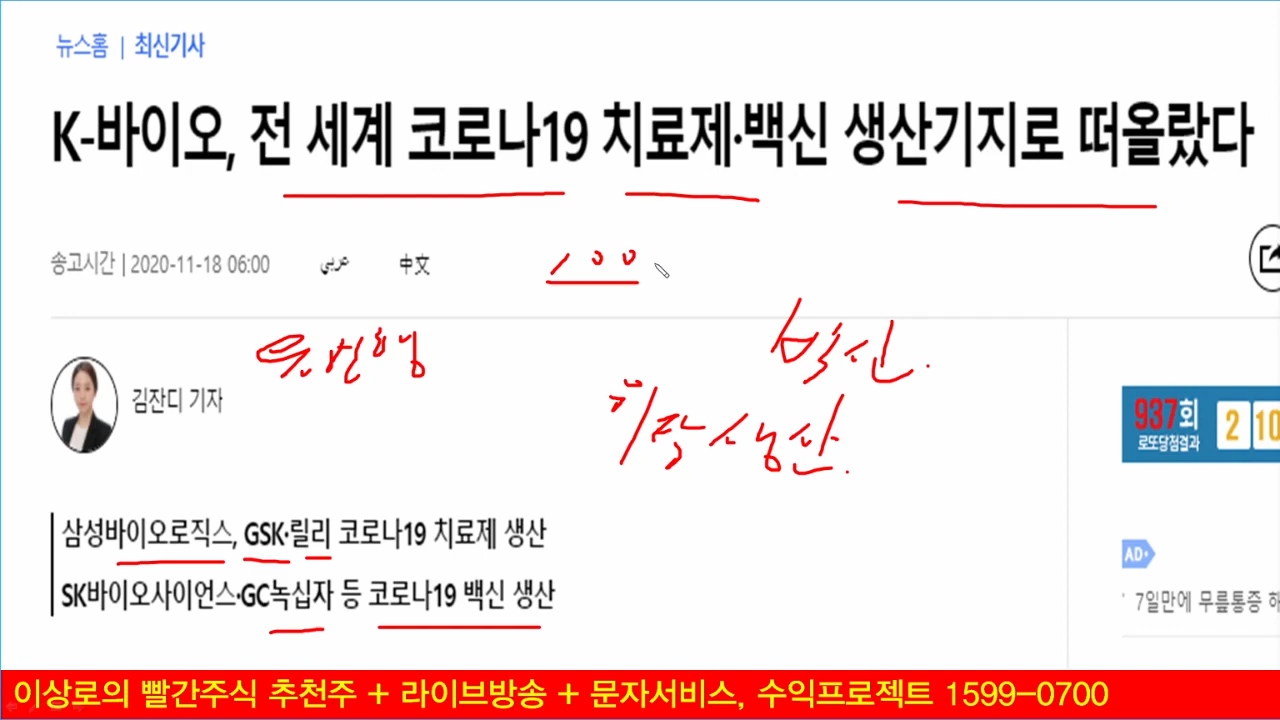 뉴스홈 | 최신기사
K-바이오, 전 세계 코로나19 치료제·백신 생산기지로 떠올랐다
송고시간 | 2020-11-18 06:00 عربي 中文
100
백신.
김잔디 기자
937회
로또당첨결과
2 10
삼성바이오로직스, GSK·릴리 코로나19 치료제 생산
SK바이오사이언스·GC녹십자 등 코로나19 백신 생산
AD
7일만에 무릎통증 해
이상로의 빨간주식 추천주 + 라이브방송 + 문자서비스, 수익프로젝트 1599-0700